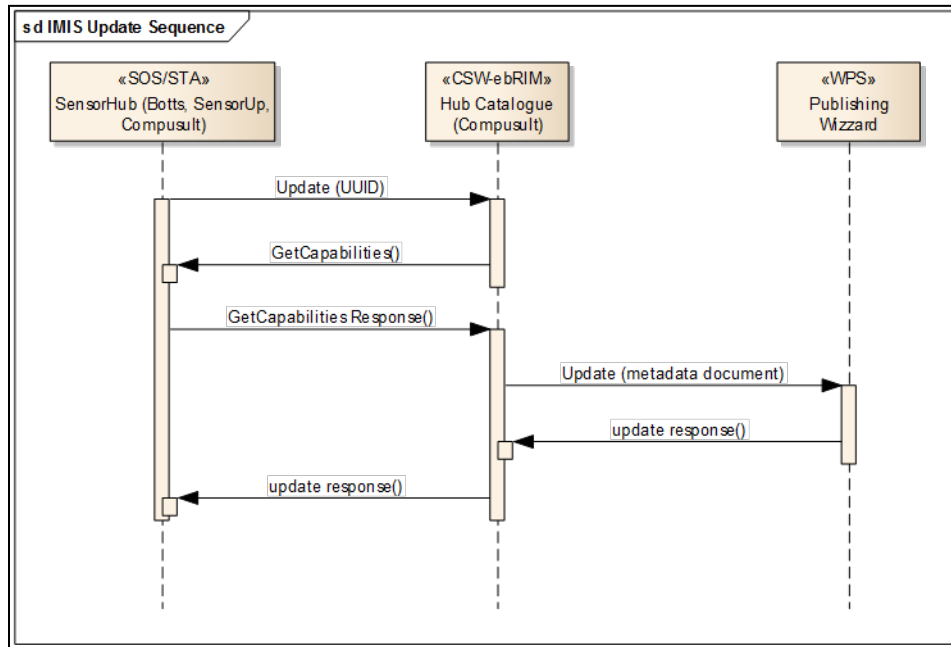 sd IMIS Update Sequence
«SOS/STA»
SensorHub (Botts, SensorUp,
Compusult)
«CSW-ebRIM»
Hub Catalogue
(Compusult)
«WPS»
Publishing
Wizzard
Update (UUID)
GetCapabilities()
GetCapabilities Response()
Update (metadata document)
update response()
update response()